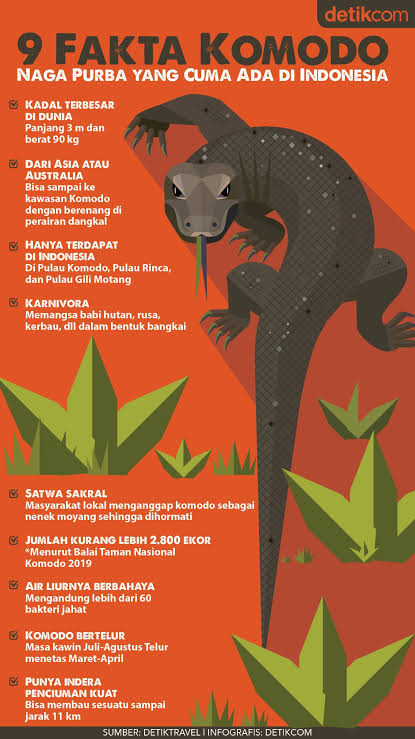 detikcom
9 FAKTA KOMODO
NAGA PURBA YANG CUMA ADA DI INDONESIA
KADAL TERBESAR
DI DUNIA
Panjang 3 m dan
berat 90 kg
DARI ASIA ATAU
AUSTRALIA
Bisa sampai ke
kawasan Komodo
dengan berenang di
perairan dangkal
HANYA TERDAPAT
DI INDONESIA
Di Pulau Komodo, Pulau Rinca,
dan Pulau Gili Motang
KARNIVORA
Memangsa babi hutan, rusa,
kerbau, dll dalam bentuk bangkai
SATWA SAKRAL
Masyarakat lokal menganggap komodo sebagai
nenek moyang sehingga dihormati
JUMLAH KURANG LEBIH 2.800 EKOR
*Menurut Balai Taman Nasional
Komodo 2019
AIR LIURNYA BERBAHAYA
Mengandung lebih dari 60
bakteri jahat
KOMODO BERTELUR
Masa kawin Juli-Agustus Telur
menetas Maret-April
PUNYA INDERA
PENCIUMAN KUAT
Bisa membau sesuatu sampai
jarak 11 km
SUMBER: DETIKTRAVEL | INFOGRAFIS: DETIKCOM